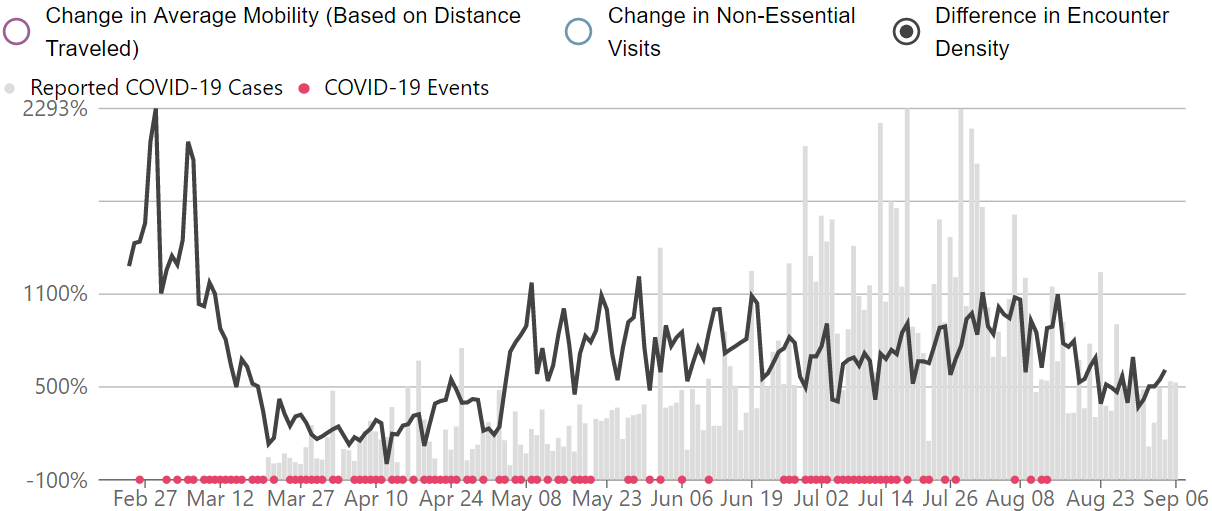 Change in Average Mobility (Based on Distance
Traveled)
Change in Non-Essential
Visits
Difference in Encounter
Density
Reported COVID-19 Cases
COVID-19 Events
2293%
1100%
500%
-100%
Feb 27 Mar 12 Mar 27 Apr 10 Apr 24 May 08 May 23 Jun 06 Jun 19 Jul 02 Jul 14 Jul 26 Aug 08 Aug 23 Sep 06